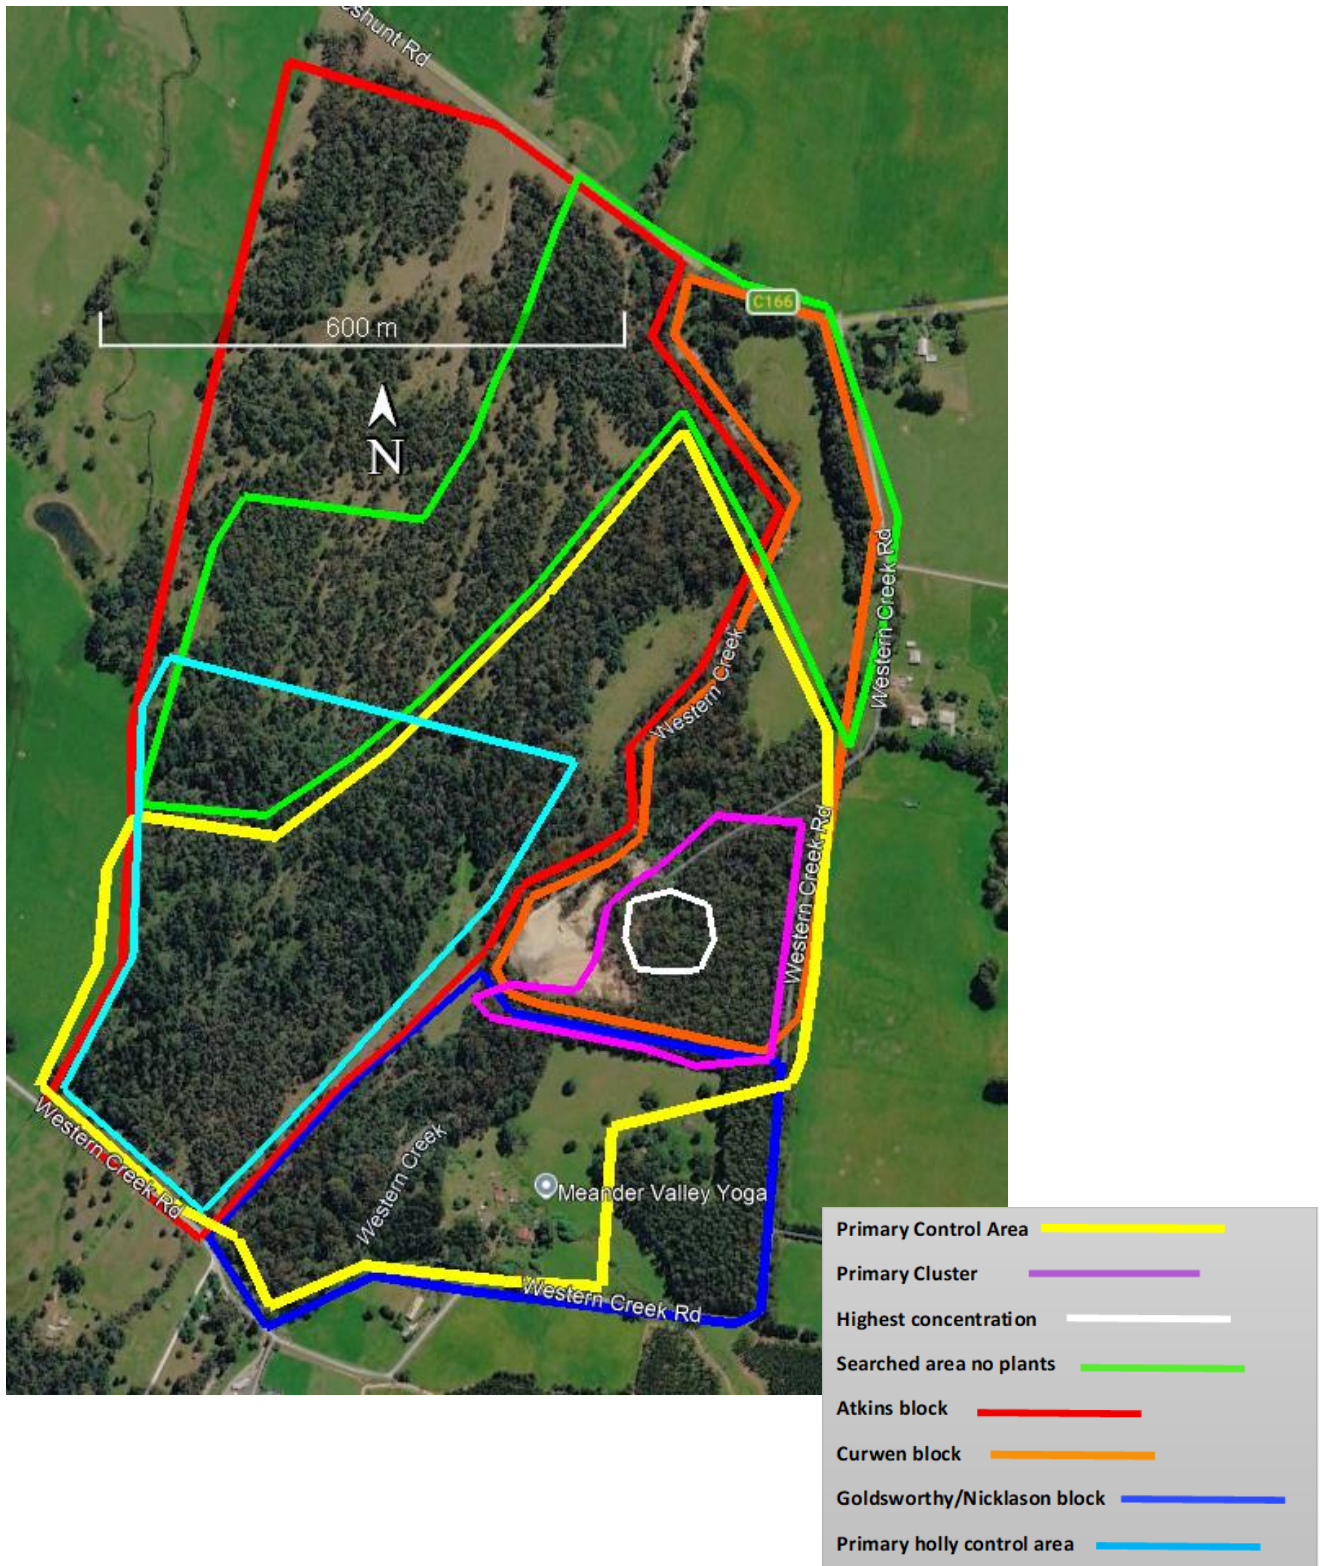 600 m
C166
N
Western Creek Rd
Western Creek
Western Creek Rd
Western Creek Rd
Western Creek
Meander Valley Yoga
Western Creek Rd
Primary Control Area
Primary Cluster
Highest concentration
Searched area no plants
Atkins block
Curwen block
Goldsworthy/Nicklason block
Primary holly control area